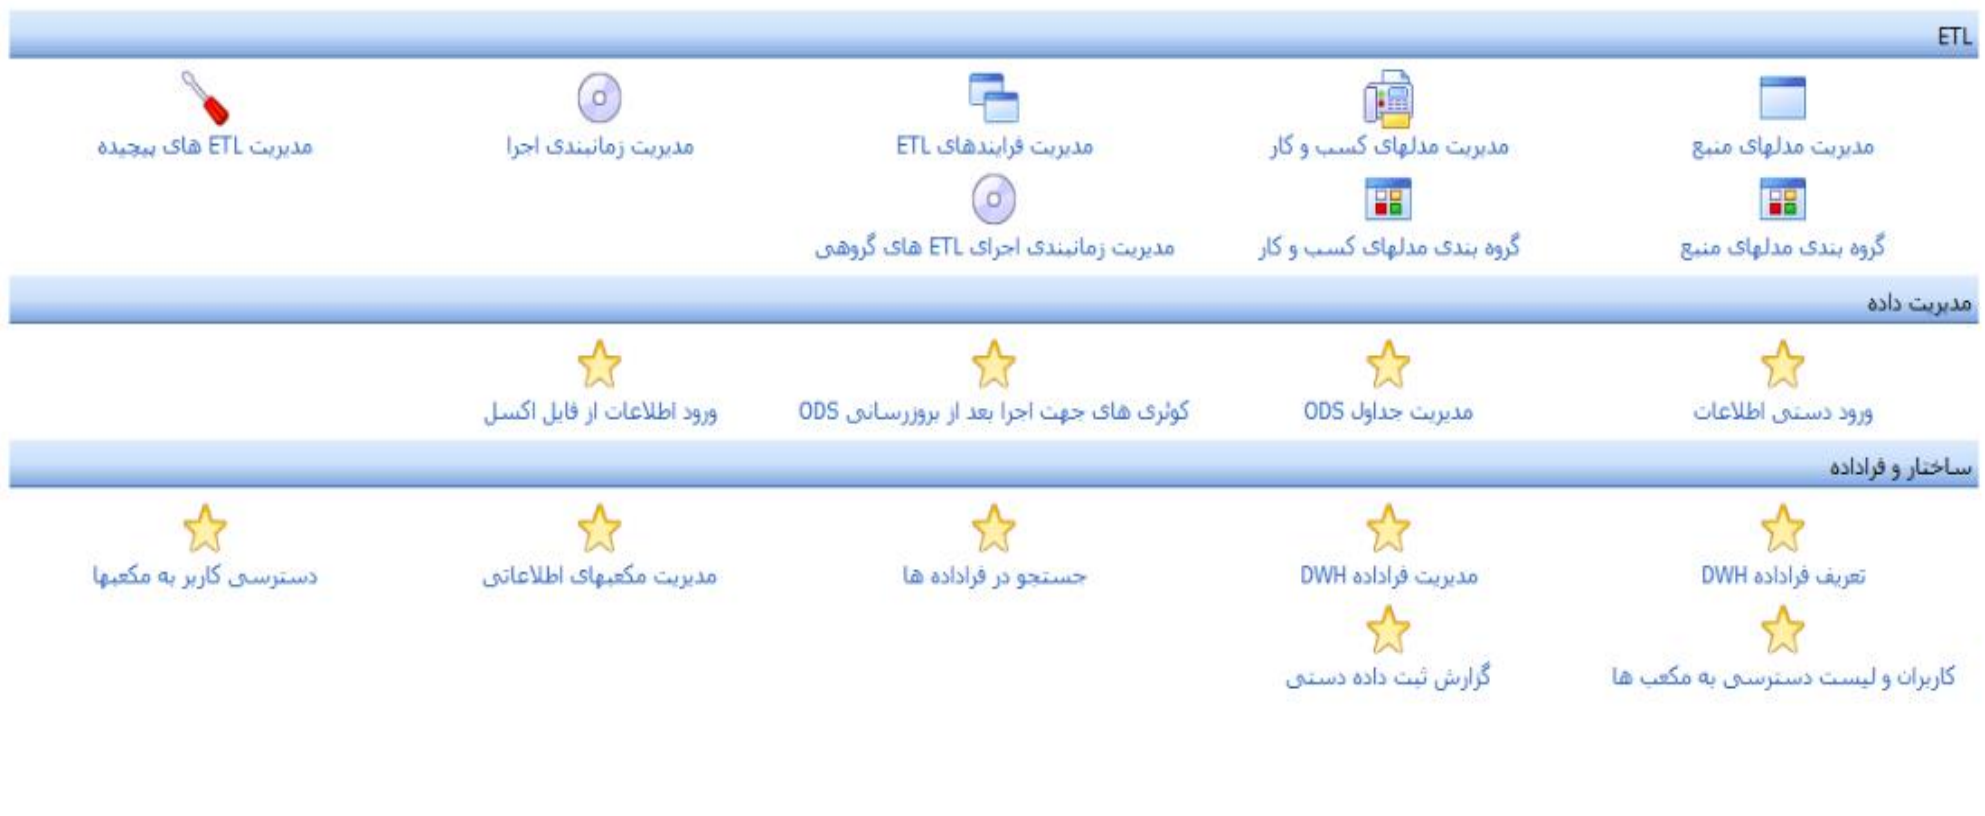 ETL
مدیریت مدلهای منبع
مدیریت مدلهای کسب و کار
مدیریت فرایندهای ETL
مدیریت زمانبندی اجرا
مدیریت ETL های پیچیده
گروه بندی مدلهای منبع
گروه بندی مدلهای کسب و کار
مدیریت زمانبندی اجرای ETL های گروهی
مدیریت داده
ورود دستی اطلاعات
مدیریت جداول ODS
کوئری های جهت اجرا بعد از بروزرسانی ODS
ورود اطلاعات از فایل اکسل
ساختار و فراداده
تعریف فراداده DWH
مدیریت فراداده DWH
جستجو در فراداده ها
مدیریت مکعبهای اطلاعاتی
دسترسی کاربر به مکعبها
کاربران و لیست دسترسی به مکعب ها
گزارش ثبت داده دستی